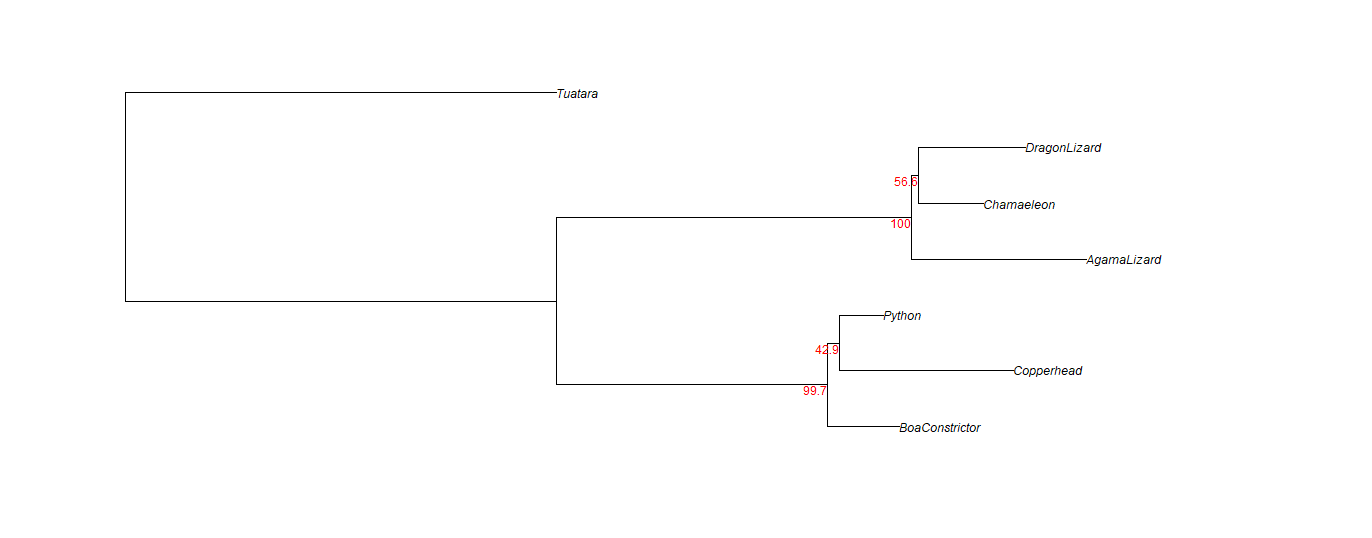 Tuatara
DragonLizard
56.6
Chamaeleon
100
AgamaLizard
Python
42.9
Copperhead
99.7
BoaConstrictor